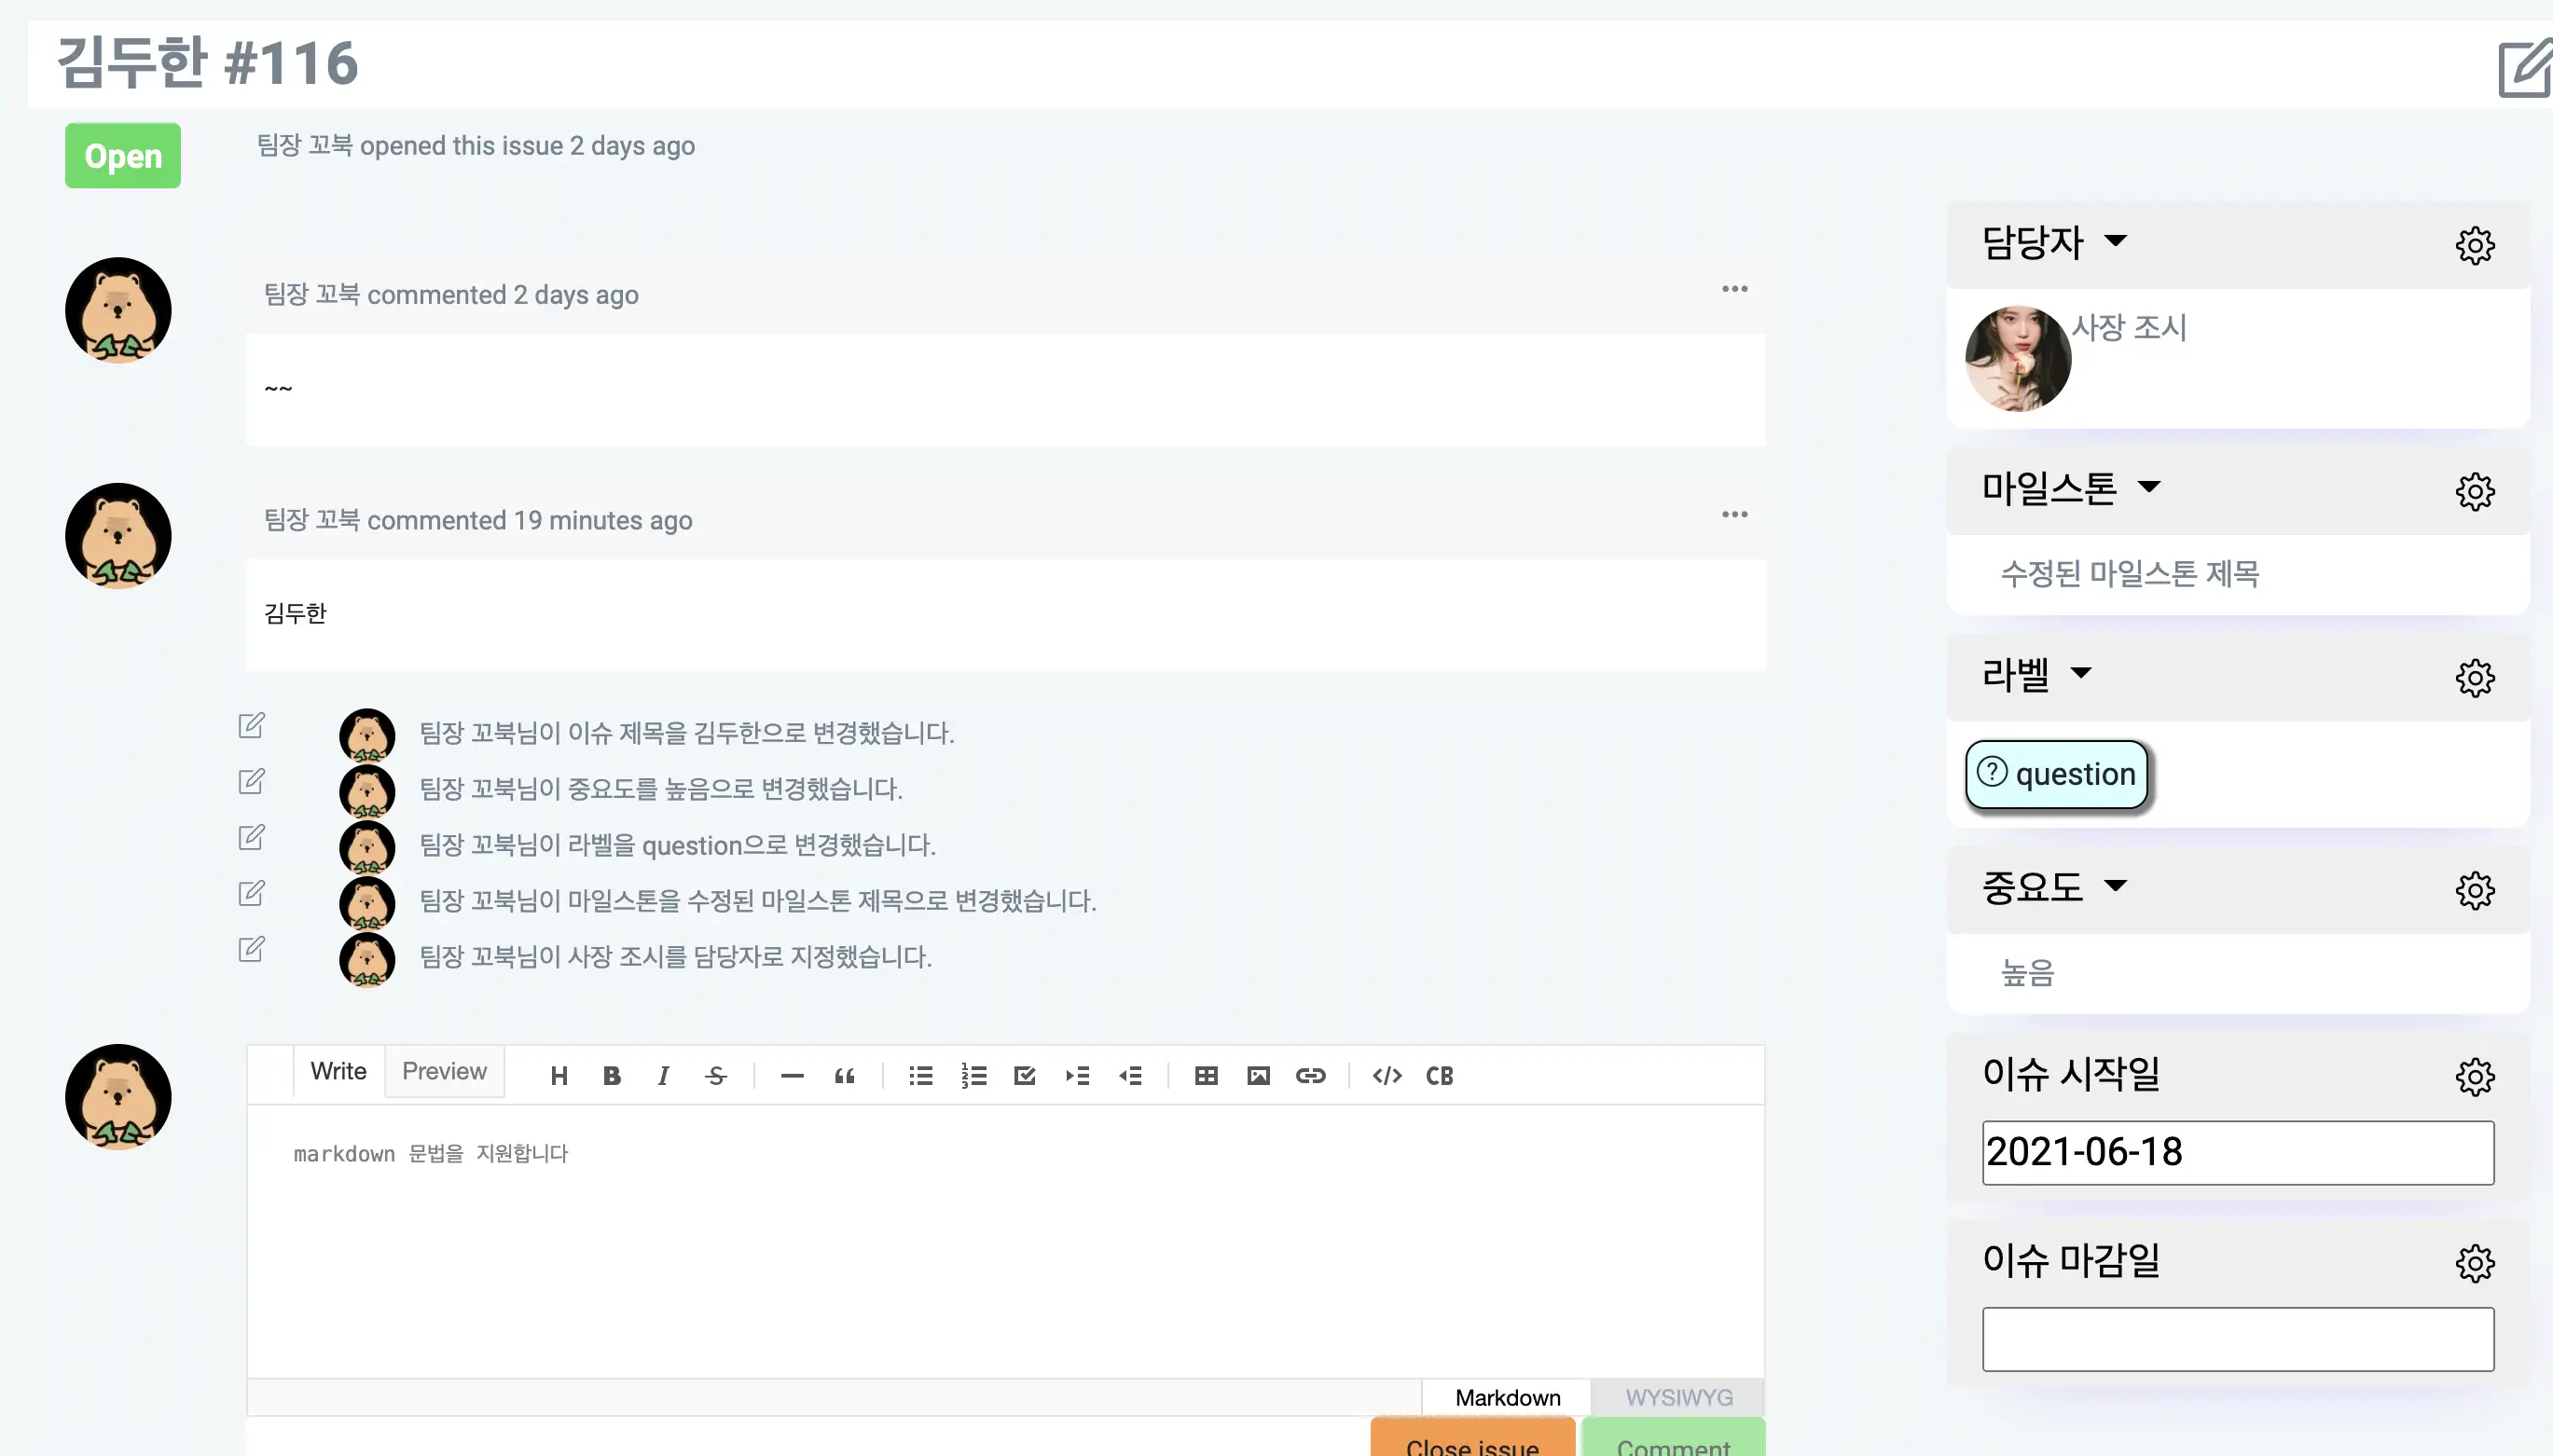 김두한 #116
Open
팀장 꼬북 opened this issue 2 days ago
팀장 꼬북 commented 2 days ago
~~
팀장 꼬북 commented 19 minutes ago
김두한
팀장 꼬북님이 이슈 제목을 김두한으로 변경했습니다.
팀장 꼬북님이 중요도를 높음으로 변경했습니다.
팀장 꼬북님이 라벨을 question으로 변경했습니다.
팀장 꼬북님이 마일스톤을 수정된 마일스톤 제목으로 변경했습니다.
팀장 꼬북님이 사장 조시를 담당자로 지정했습니다.
Write Preview H B I S CB
markdown 문법을 지원합니다
Markdown WYSIWYG
Close issue Comment
담당자
사장 조시
마일스톤
수정된 마일스톤 제목
라벨
question
중요도
높음
이슈 시작일
2021-06-18
이슈 마감일